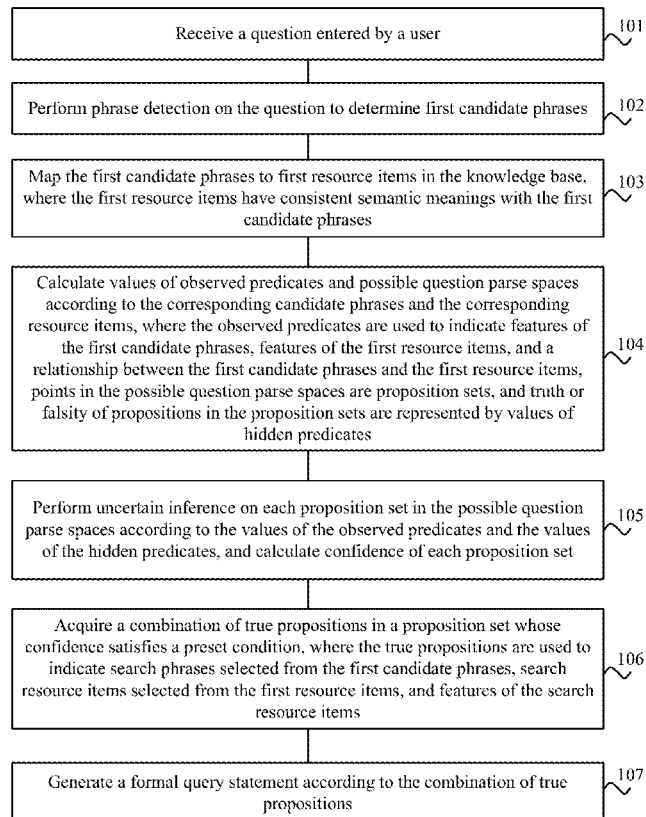 Receive a question entered by a user
101
Perform phrase detection on the question to determine first candidate phrases
102
Map the first candidate phrases to first resource items in the knowledge base,
where the first resource items have consistent semantic meanings with the first
candidate phrases
103
Calculate values of observed predicates and possible question parse spaces
according to the corresponding candidate phrases and the corresponding
resource items, where the observed predicates are used to indicate features of
the first candidate phrases, features of the first resource items, and a
relationship between the first candidate phrases and the first resource items,
points in the possible question parse spaces are proposition sets, and truth or
falsity of propositions in the proposition sets are represented by values of
hidden predicates
104
Perform uncertain inference on each proposition set in the possible question
parse spaces according to the values of the observed predicates and the values
of the hidden predicates, and calculate confidence of each proposition set
105
Acquire a combination of true propositions in a proposition set whose
confidence satisfies a preset condition, where the true propositions are used to
indicate search phrases selected from the first candidate phrases, search
resource items selected from the first resource items, and features of the search
resource items
106
Generate a formal query statement according to the combination of true
propositions
107